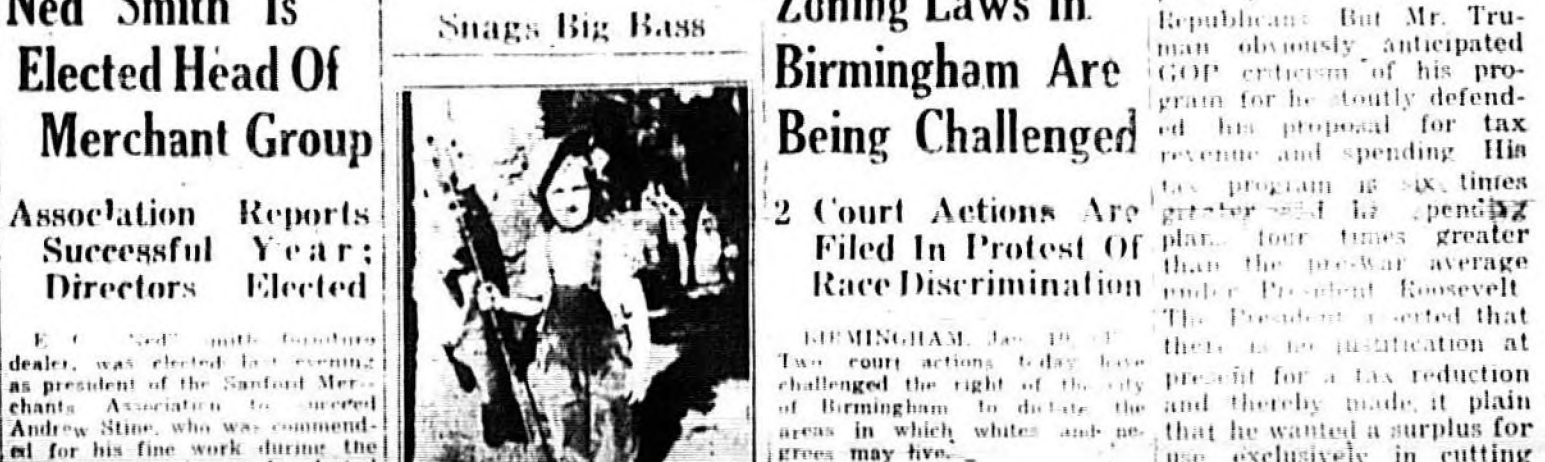 Ned Smith Is
Elected Head Of
Merchant Group
Association Reports
Successful Year;
Directors Elected
E. C. "Ned" Smith furniture
dealer, was elected last evening
as president of the Sanford Mer-
chants Association to succeed
Andrew Stine, who was commend-
ed for his fine work during the
Snags Big Bass
Zoning Laws In
Birmingham Are
Being Challenged
2 Court Actions Are
Filed In Protest Of
Race Discrimination
BIRMINGHAM, Jan. 10,
Two court actions today have
challenged the right of the city
of Birmingham to dictate the
areas in which whites and ne-
groes may live.
Republicans But Mr. Tru-
man obviously anticipated
GOP criticism of his pro-
gram for he stoutly defend-
ed his proposal for tax
revenue and spending His
tax program is six times
greater
plan, four times greater
than the pre-war average
under President Roosevelt
The President asserted that
there is no justification at
present for a tax reduction
and thereby made it plain
that he wanted a surplus for
use exclusively in cutting